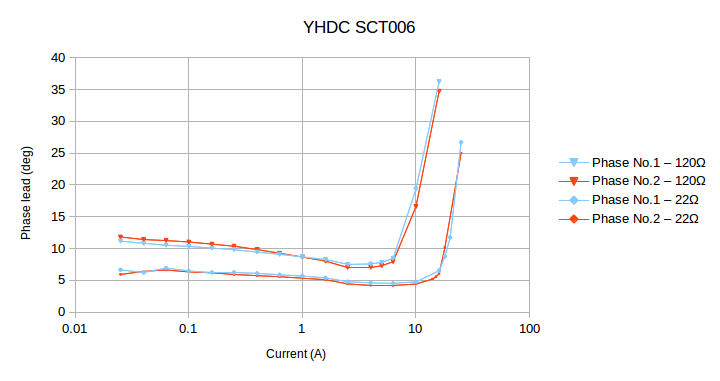 YHDC SCT006
40
35
30
25
20
15
10
5
0
Phase lead (deg)
0.01 0.1 1 10 100
Current (A)
Phase No.1 – 120Ω
Phase No.2 – 120Ω
Phase No.1 – 22Ω
Phase No.2 – 22Ω